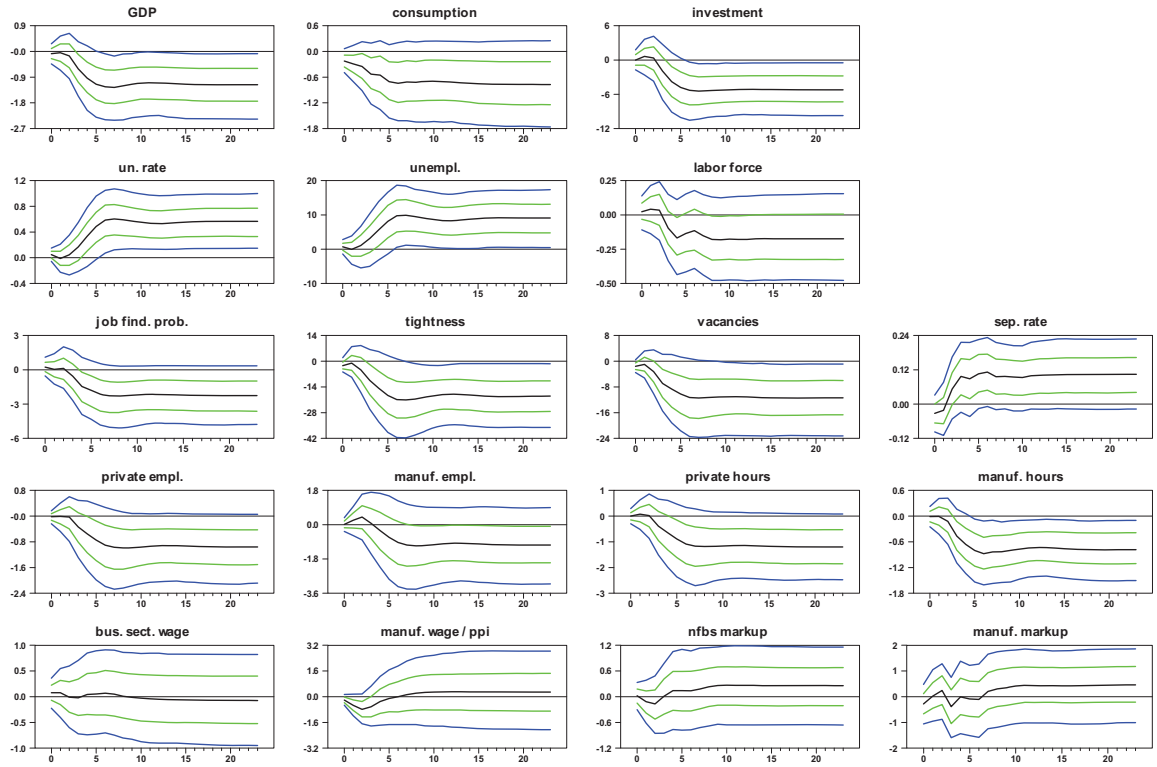 GDP
0.9
-0.0
-0.9
-1.8
-2.7
0 5 10 15 20
consumption
0.6
0.0
-0.6
-1.2
-1.8
0 5 10 15 20
investment
6
0
-6
-12
0 5 10 15 20
un. rate
1.2
0.8
0.4
0.0
-0.4
0 5 10 15 20
unempl.
20
10
0
-10
0 5 10 15 20
labor force
0.25
0.00
-0.25
-0.50
0 5 10 15 20
job find. prob.
3
0
-3
-6
0 5 10 15 20
tightness
14
0
-14
-28
-42
0 5 10 15 20
vacancies
8
0
-8
-16
-24
0 5 10 15 20
sep. rate
0.24
0.12
0.00
-0.12
0 5 10 15 20
private empl.
0.8
-0.0
-0.8
-1.6
-2.4
0 5 10 15 20
manuf. empl.
1.8
0.0
-1.8
-3.6
0 5 10 15 20
private hours
1
0
-1
-2
-3
0 5 10 15 20
manuf. hours
0.6
-0.0
-0.6
-1.2
-1.8
0 5 10 15 20
bus. sect. wage
1.0
0.5
0.0
-0.5
-1.0
0 5 10 15 20
manuf. wage / ppi
3.2
1.6
0.0
-1.6
-3.2
0 5 10 15 20
nfbs markup
1.2
0.6
0.0
-0.6
-1.2
0 5 10 15 20
manuf. markup
2
1
0
-1
-2
0 5 10 15 20